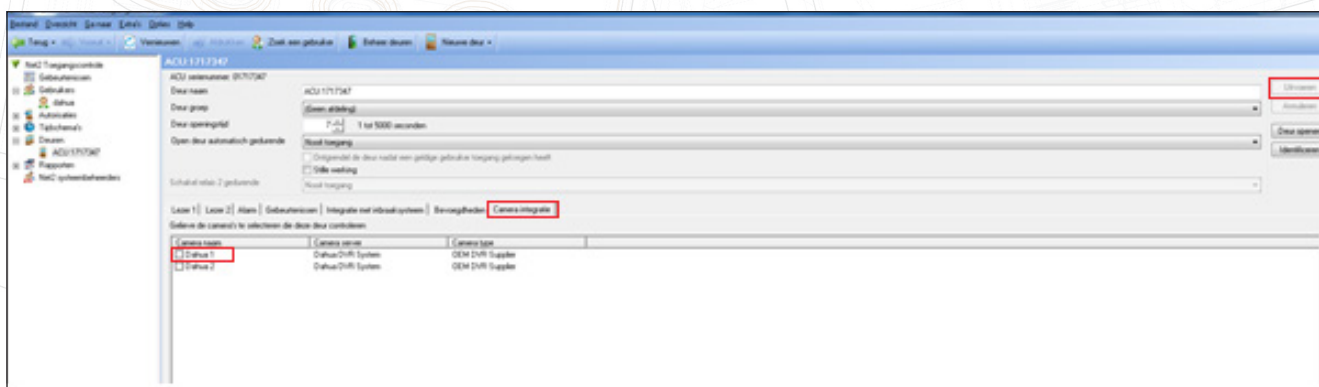 Bestand Overzicht Ga naar Extra's Opties Help
Terug Vernieuwen Zoek een gebruiker Beheer deuren Nieuwe deur
Net2 Toegangscontrole
Gebeurtenissen
Gebruikers
dahua
Autorisaties
Tijdschema's
Deuren
ACU:1717347
Rapporten
Net2 systeembeheerders
ACU:1717347
ACU serienummer: 01717347
Deur naam ACU:1717347
Deur groep (Geen afdeling)
Deur openingstijd 7 1 tot 5000 seconden
Open deur automatisch gedurende Nooit toegang
Ontgrendel de deur nadat een geldige gebruiker toegang gekregen heeft
Stille werking
Schakel relais 2 gedurende Nooit toegang
Uitvoeren
Annuleren
Deur openen
Identificeren
Lezer 1 Lezer 2 Alarm Gebeurtenissen Integratie met inbraaksysteem Bevoegdheden Camera integratie
Gelieve de camera's te selecteren die deze deur controleren
Camera naam Camera server Camera type
Dahua 1 Dahua DVR System OEM DVR Supplier
Dahua 2 Dahua DVR System OEM DVR Supplier